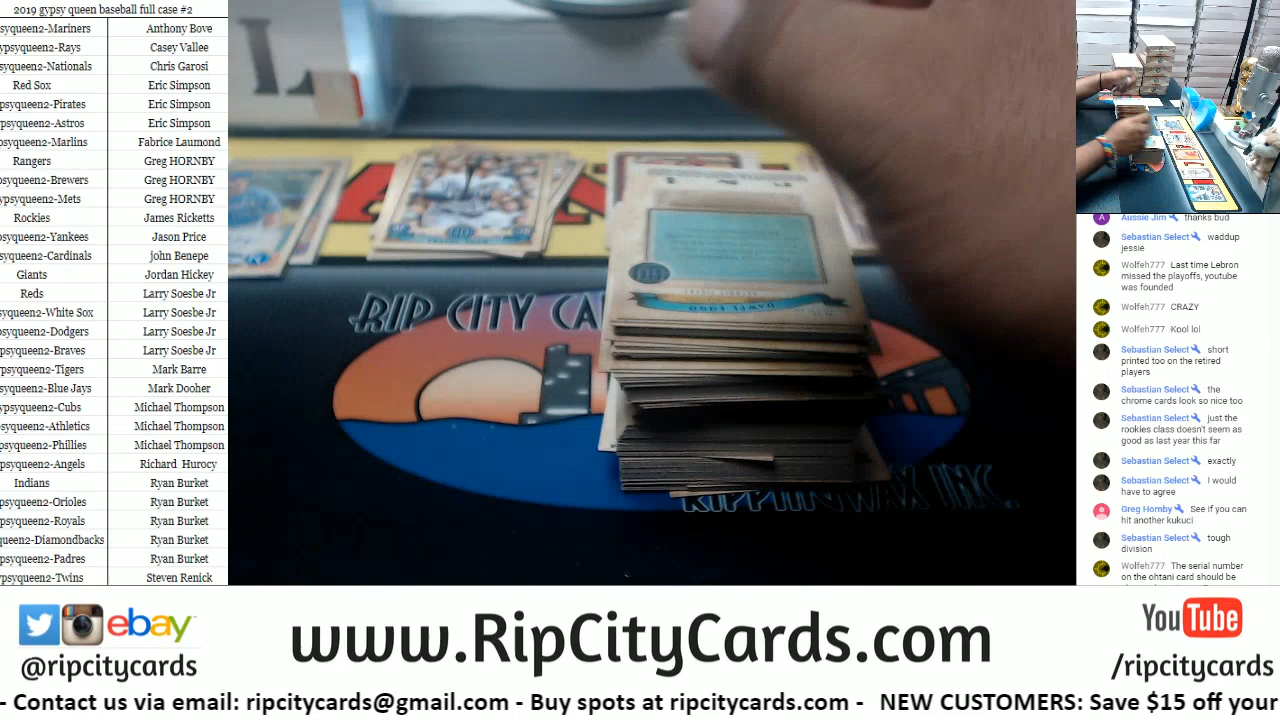 2019 gypsy queen baseball full case #2
syqueen2-Mariners Anthony Bove
ypsyqueen2-Rays Casey Vallee
yqueen2-Nationals Chris Garosi
Red Sox Eric Simpson
psyqueen2-Pirates Eric Simpson
psyqueen2-Astros Eric Simpson
psyqueen2-Marlins Fabrice Laumond
Rangers Greg HORNBY
psyqueen2-Brewers Greg HORNBY
ypsyqueen2-Mets Greg HORNBY
Rockies James Ricketts
psyqueen2-Yankees Jason Price
syqueen2-Cardinals john Benepe
Giants Jordan Hickey
Reds Larry Soesbe Jr
syqueen2-White Sox Larry Soesbe Jr
psyqueen2-Dodgers Larry Soesbe Jr
psyqueen2-Braves Larry Soesbe Jr
psyqueen2-Tigers Mark Barre
psyqueen2-Blue Jays Mark Dooher
ypsyqueen2-Cubs Michael Thompson
psyqueen2-Athletics Michael Thompson
psyqueen2-Phillies Michael Thompson
psyqueen2-Angels Richard Hurocy
Indians Ryan Burket
psyqueen2-Orioles Ryan Burket
psyqueen2-Royals Ryan Burket
queen2-Diamondbacks Ryan Burket
psyqueen2-Padres Ryan Burket
ypsyqueen2-Twins Steven Renick
RIP CITY CA
RIPPINGWAX INC.
A Aussie Jim thanks bud
Sebastian Select waddup
jessie
Wolfeh777 Last time Lebron
missed the playoffs, youtube
was founded
Wolfeh777 CRAZY
Wolfeh777 Kool lol
Sebastian Select short
printed too on the retired
players
Sebastian Select the
chrome cards look so nice too
Sebastian Select just the
rookies class doesn't seem as
good as last year this far
Sebastian Select exactly
Sebastian Select I would
have to agree
Greg Hornby See if you can
hit another kukuci
Sebastian Select tough
division
Wolfeh777 The serial number
on the ohtani card should be
ebay
@ripcitycards
www.RipCityCards.com
YouTube
/ripcitycards
- Contact us via email: ripcitycards@gmail.com - Buy spots at ripcitycards.com - NEW CUSTOMERS: Save $15 off your